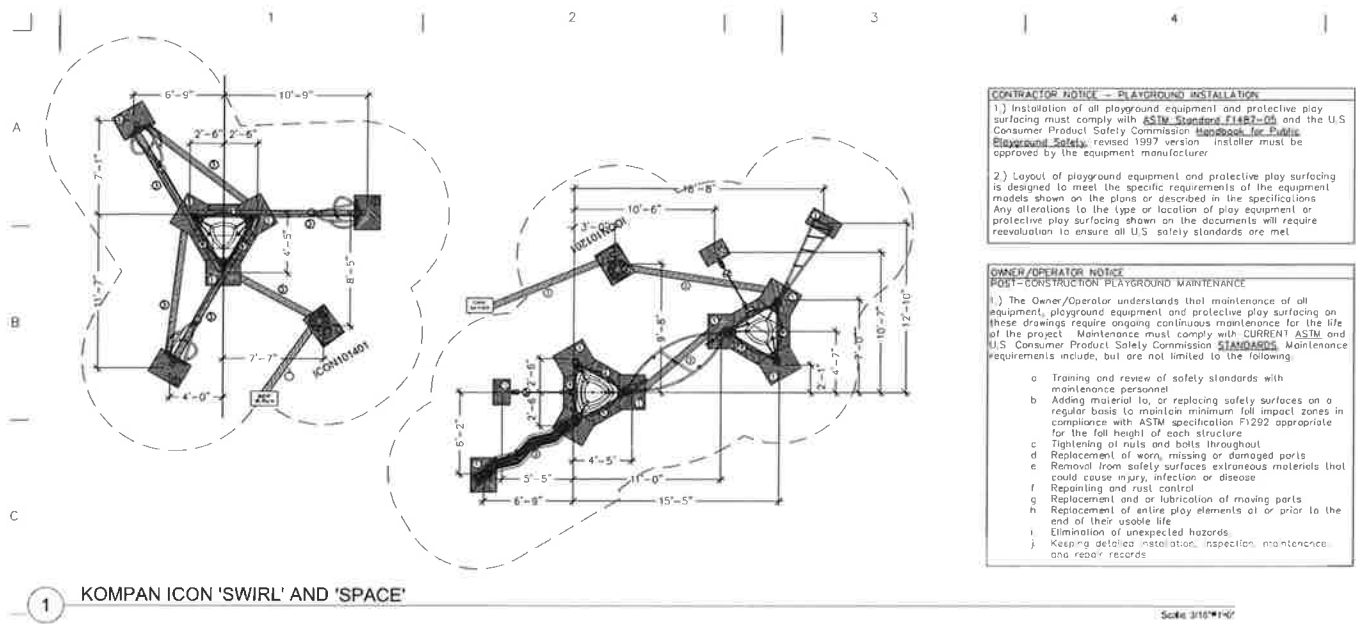 1
2
3
4
A
B
C
6'-9"
10'-9"
2'-6"
2'-6"
7'-1"
4'-5"
8'-5"
11'-7"
7'-7"
4'-0"
ICON101401
18'-8"
10'-6"
3'-0"
ICON101201
9'-8"
10'-7"
12'-10"
4'-7"
2'-1"
2'-6"
2'-6"
6'-2"
4'-5"
5'-5"
11'-0"
6'-9"
15'-5"
CONTRACTOR NOTICE - PLAYGROUND INSTALLATION
1.) Installation of all playground equipment and protective play
surfacing must comply with ASTM Standard F1487-05 and the U.S
Consumer Product Safety Commission Handbook for Public
Playground Safety, revised 1997 version Installer must be
approved by the equipment manufacturer
2.) Layout of playground equipment and protective play surfacing
is designed to meet the specific requirements of the equipment
models shown on the plans or described in the specifications
Any alterations to the type or location of play equipment or
protective play surfacing shown on the documents will require
reevaluation to ensure all U.S safety standards are met
OWNER/OPERATOR NOTICE
POST-CONSTRUCTION PLAYGROUND MAINTENANCE
1.) The Owner/Operator understands that maintenance of all
equipment, playground equipment and protective play surfacing on
these drawings require ongoing continuous maintenance for the life
of the project Maintenance must comply with CURRENT ASTM and
U.S Consumer Product Safety Commission STANDARDS. Maintenance
requirements include, but are not limited to the following:
a Training and review of safety standards with
maintenance personnel
b Adding material to, or replacing safety surfaces on a
regular basis to maintain minimum fall impact zones in
compliance with ASTM specification F1292 appropriate
for the fall height of each structure
c Tightening of nuts and bolts throughout
d Replacement of worn, missing or damaged parts
e Removal from safety surfaces extraneous materials that
could cause injury, infection or disease
f Repainting and rust control
g Replacement and or lubrication of moving parts
h Replacement of entire play elements at or prior to the
end of their usable life
i Elimination of unexpected hazards
j Keeping detailed installation, inspection, maintenance,
and repair records
1
KOMPAN ICON 'SWIRL' AND 'SPACE'
Scale: 3/16"=1'-0"